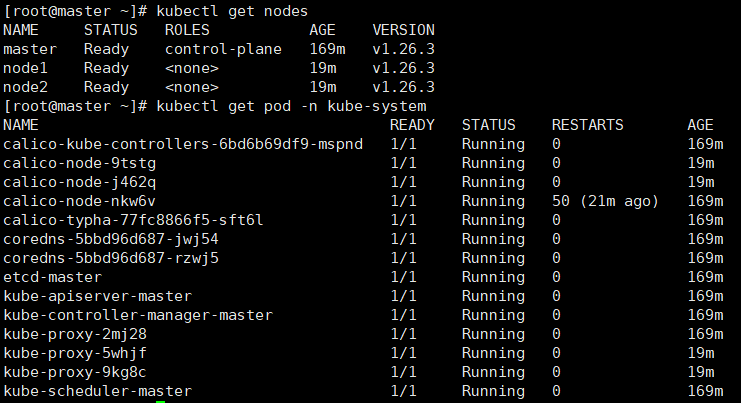 [root@master ~]# kubectl get nodes
NAME     STATUS   ROLES           AGE    VERSION
master   Ready    control-plane   169m   v1.26.3
node1    Ready    <none>          19m    v1.26.3
node2    Ready    <none>          19m    v1.26.3
[root@master ~]# kubectl get pod -n kube-system
NAME                                       READY   STATUS    RESTARTS       AGE
calico-kube-controllers-6bd6b69df9-mspnd   1/1     Running   0              169m
calico-node-9tstg                          1/1     Running   0              19m
calico-node-j462q                          1/1     Running   0              19m
calico-node-nkw6v                          1/1     Running   50 (21m ago)   169m
calico-typha-77fc8866f5-sft6l              1/1     Running   0              169m
coredns-5bbd96d687-jwj54                   1/1     Running   0              169m
coredns-5bbd96d687-rzwj5                   1/1     Running   0              169m
etcd-master                                1/1     Running   0              169m
kube-apiserver-master                      1/1     Running   0              169m
kube-controller-manager-master             1/1     Running   0              169m
kube-proxy-2mj28                           1/1     Running   0              169m
kube-proxy-5whjf                           1/1     Running   0              19m
kube-proxy-9kg8c                           1/1     Running   0              19m
kube-scheduler-master                      1/1     Running   0              169m